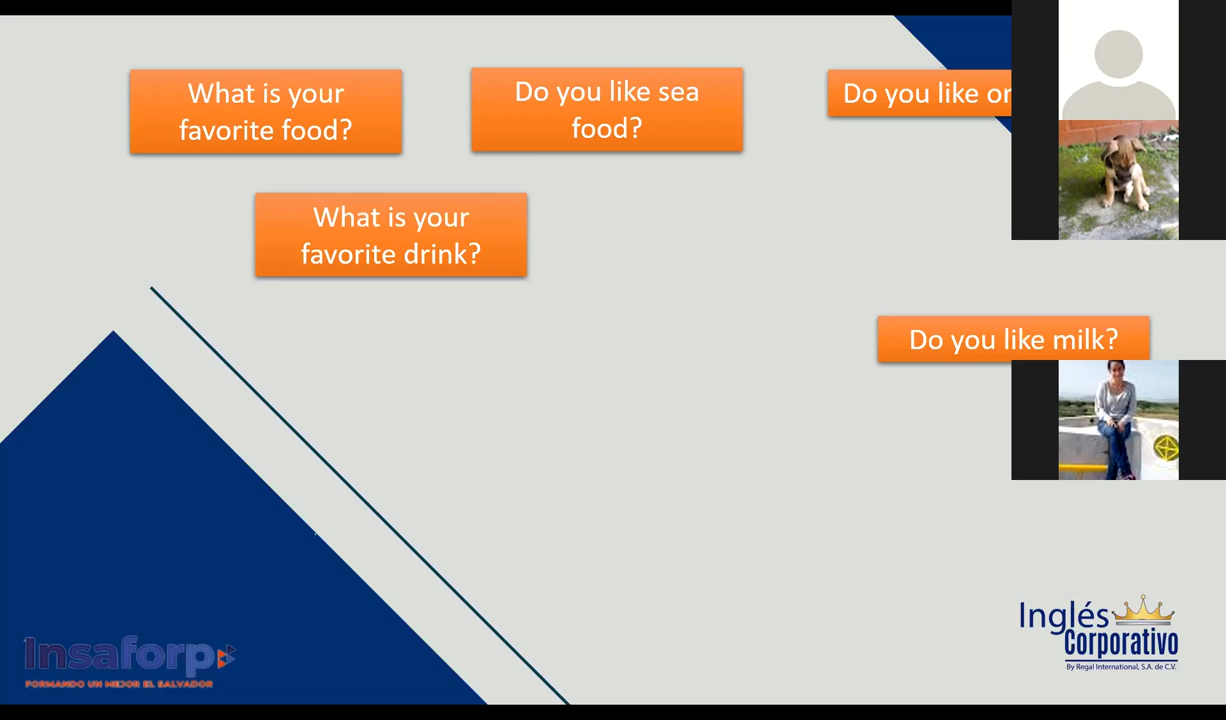 What is your
favorite food?
Do you like sea
food?
Do you like
What is your
favorite drink?
Do you like milk?
Insaforp
FORMANDO UN MEJOR EL SALVADOR
Inglés
Corporativo
By Regal International, S.A. de C.V.